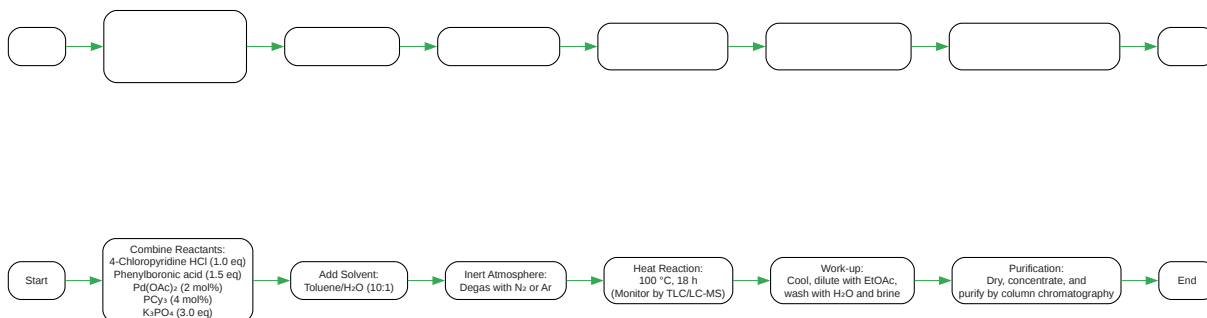 Start
Combine Reactants:
4-Chloropyridine HCl (1.0 eq)
Phenylboronic acid (1.5 eq)
Pd(OAc)₂ (2 mol%)
PCy₃ (4 mol%)
K₃PO₄ (3.0 eq)
Add Solvent:
Toluene/H₂O (10:1)
Inert Atmosphere:
Degas with N₂ or Ar
Heat Reaction:
100 °C, 18 h
(Monitor by TLC/LC-MS)
Work-up:
Cool, dilute with EtOAc,
wash with H₂O and brine
Purification:
Dry, concentrate, and
purify by column chromatography
End